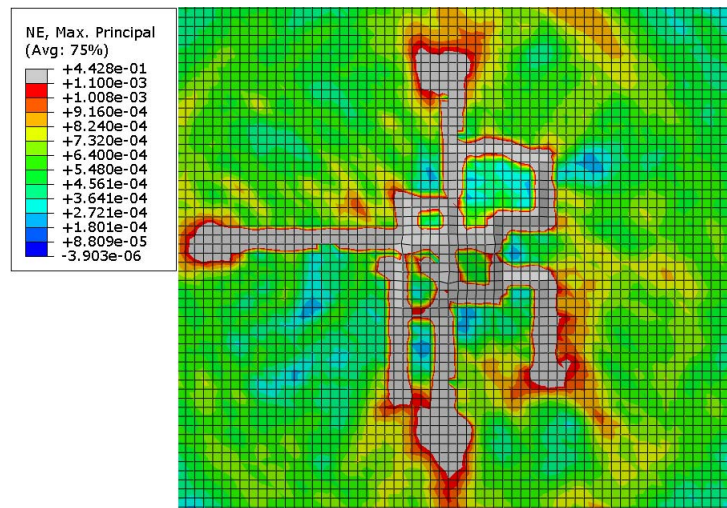 NE, Max. Principal
(Avg: 75%)
+4.428e-01
+1.100e-03
+1.008e-03
+9.160e-04
+8.240e-04
+7.320e-04
+6.400e-04
+5.480e-04
+4.561e-04
+3.641e-04
+2.721e-04
+1.801e-04
+8.809e-05
-3.903e-06